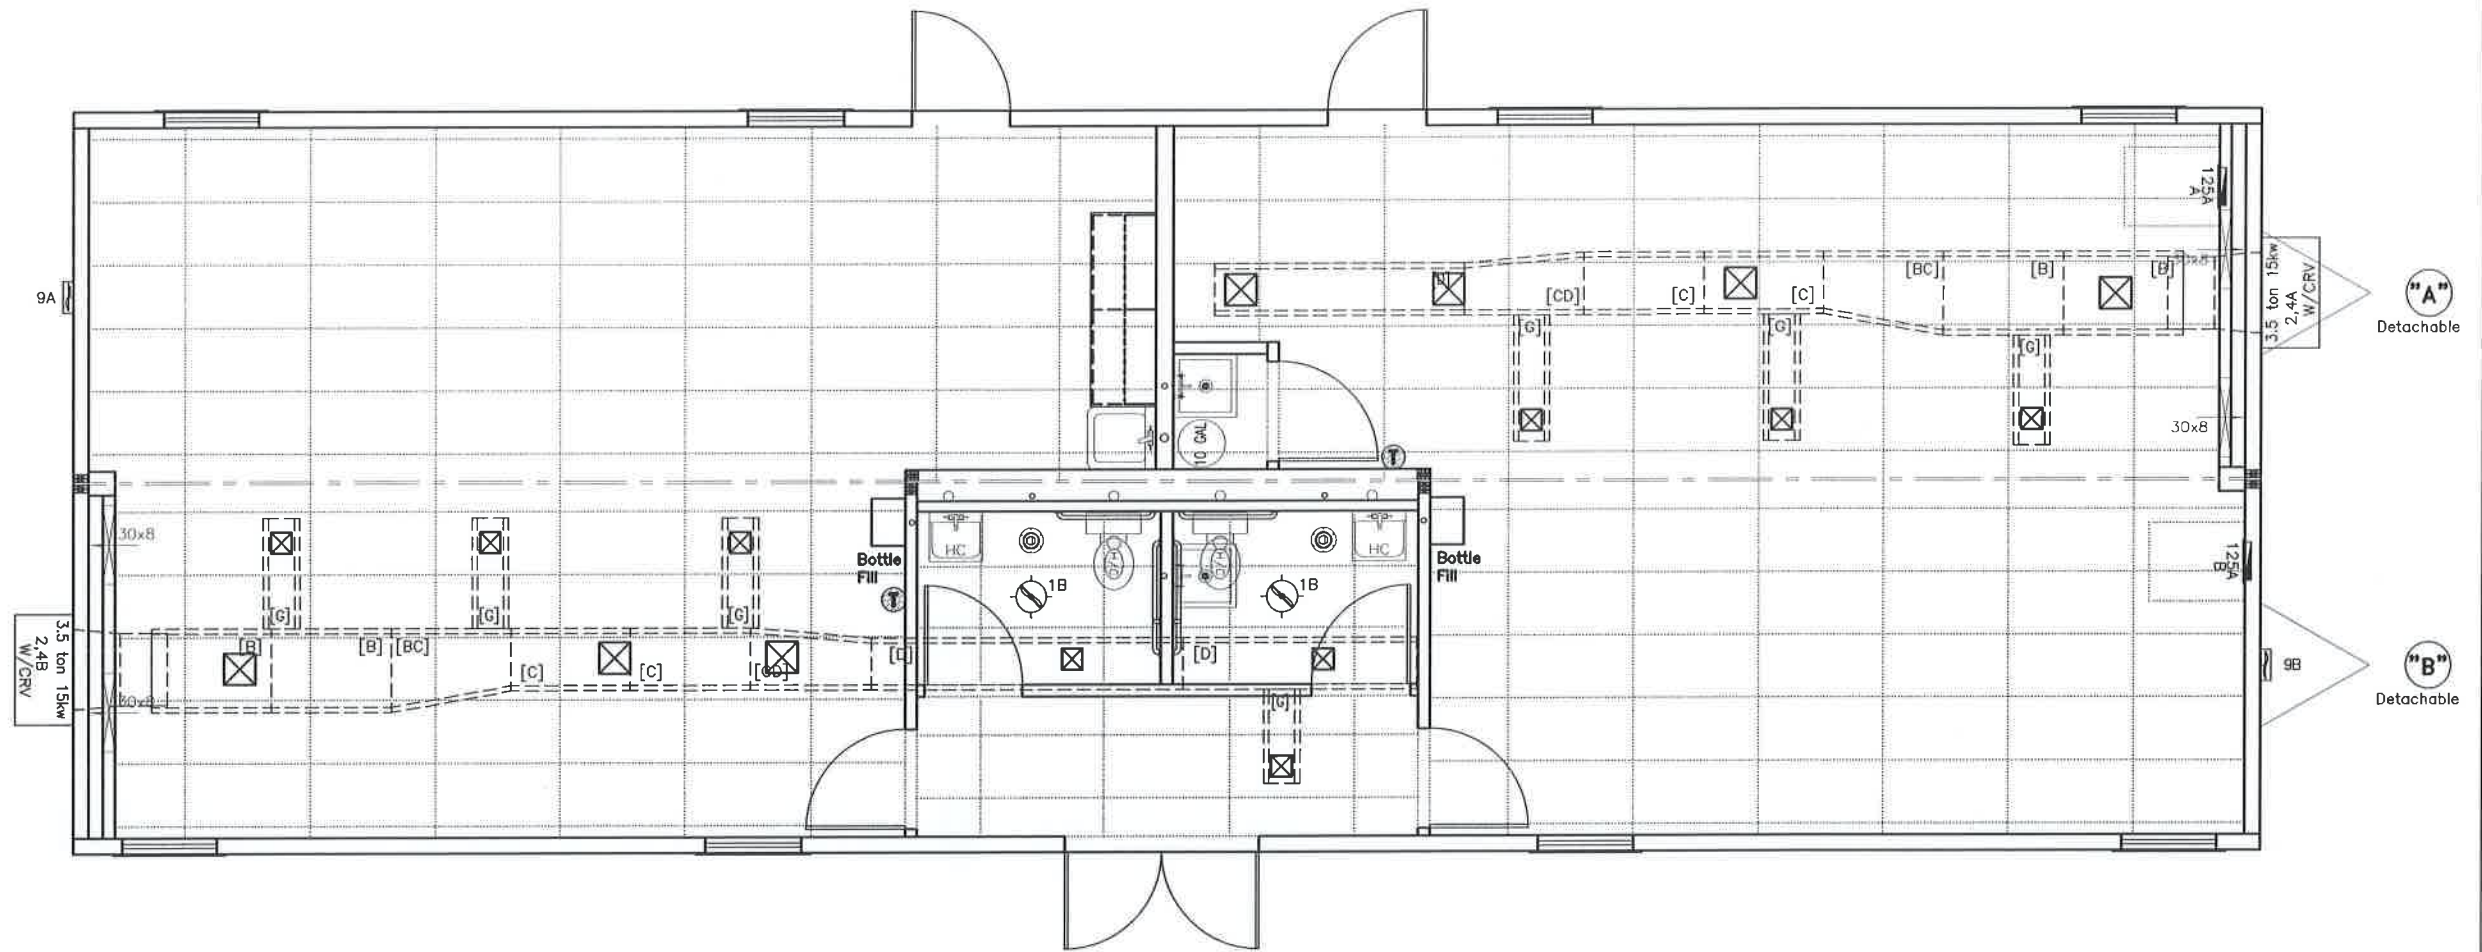 125A
A
30x8
[BC]
[B]
[B]
9A
[CD]
[C]
[C]
3.5 ton 15kw
2,4A
W/CRV
"A"
Detachable
[G]
[G]
[G]
30x8
10 GAL
T
30x8
HC
HC
Bottle
Fill
Bottle
Fill
125A
B
1B
1B
T
[G]
[G]
[G]
3.5 ton 15kw
2,4B
W/CRV
[B]
[B]
[BC]
[C]
[C]
[CD]
[D]
[D]
9B
"B"
Detachable
30x8
[G]